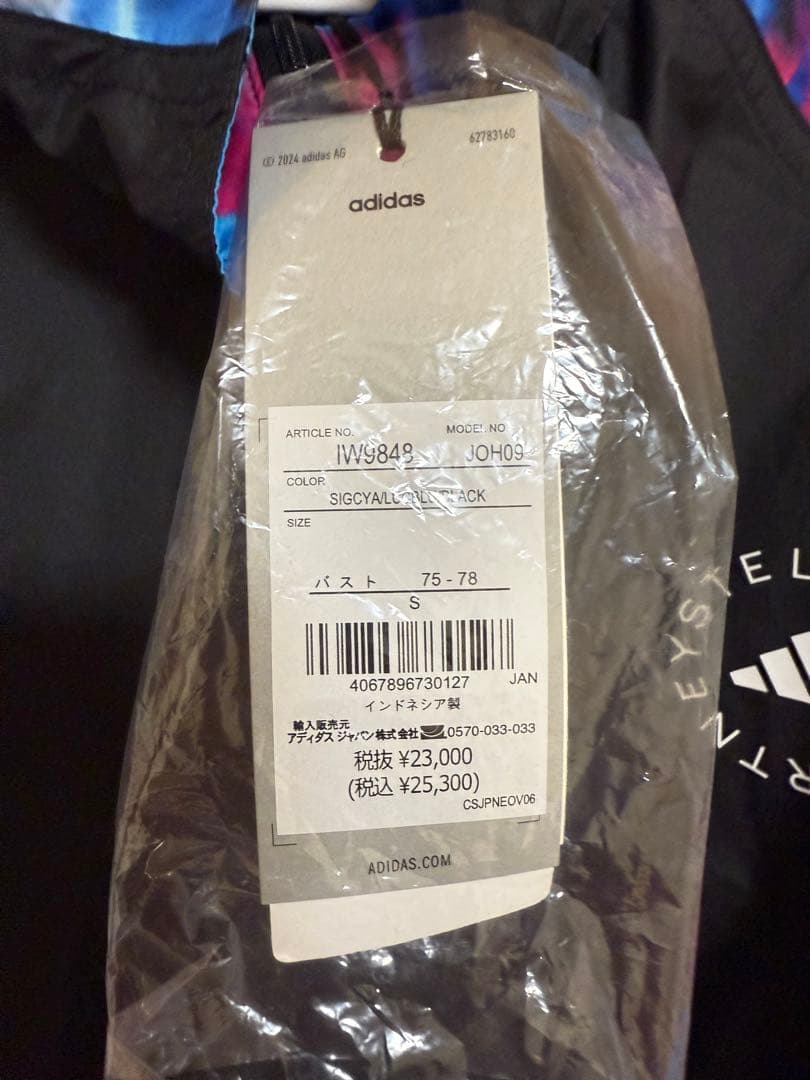 © 2024 adidas AG
62783160
adidas
ARTICLE NO.
MODEL NO
IW9848
JOH09
COLOR
BLACK
SIZE
バスト 75-78
S
4067896730127
JAN
インドネシア製
輸入販売元
アディダス ジャパン株式会社 0570-033-033
税抜 ¥23,000
(税込 ¥25,300)
CSJPNEOV06
ADIDAS.COM